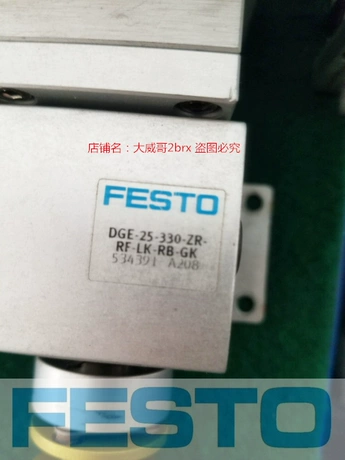 店铺名：大威哥2brx 盗图必究
FESTO
DGE-25-330-ZR-
RF-LK-RB-GK
534391 A208
FESTO